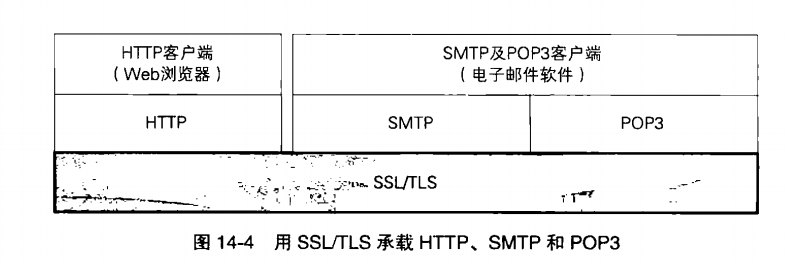 HTTP客户端
（Web浏览器）
SMTP及POP3客户端
（电子邮件软件）
HTTP
SMTP
POP3
SSL/TLS
图 14-4 用 SSL/TLS 承载 HTTP、SMTP 和 POP3